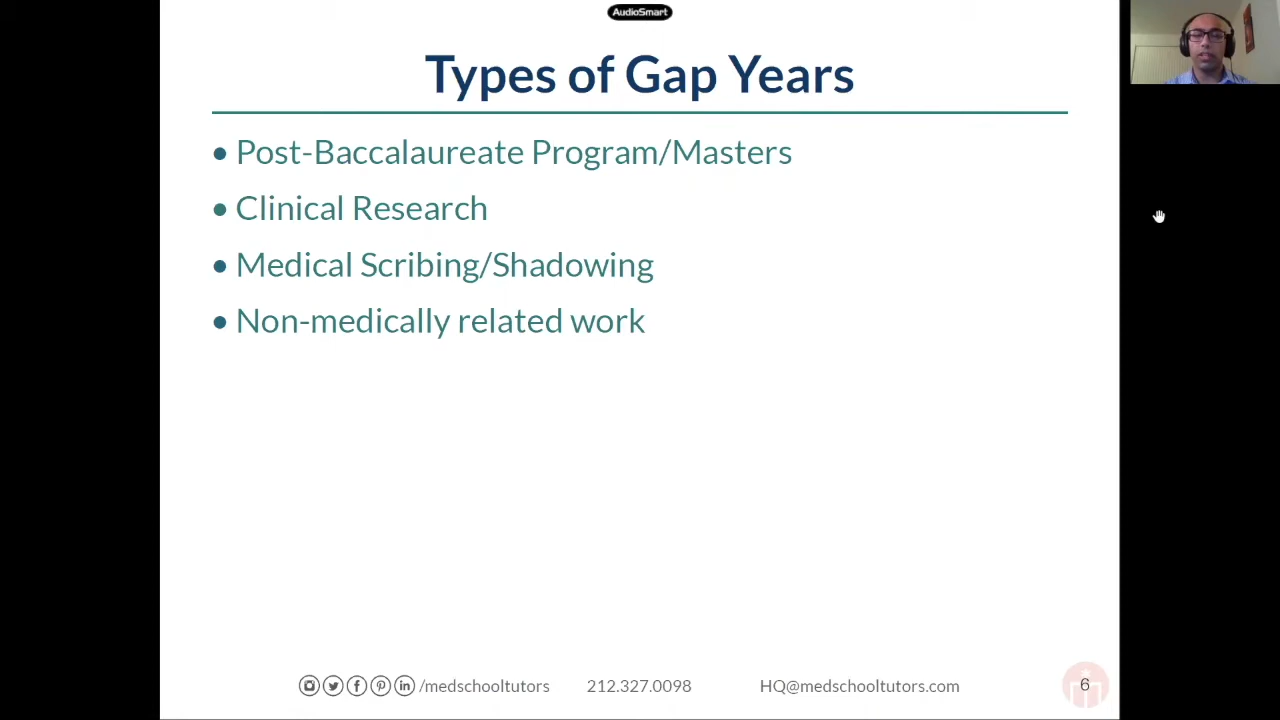 AudioSmart
Types of Gap Years
• Post-Baccalaureate Program/Masters
• Clinical Research
• Medical Scribing/Shadowing
• Non-medically related work
/medschooltutors 212.327.0098 HQ@medschooltutors.com 6